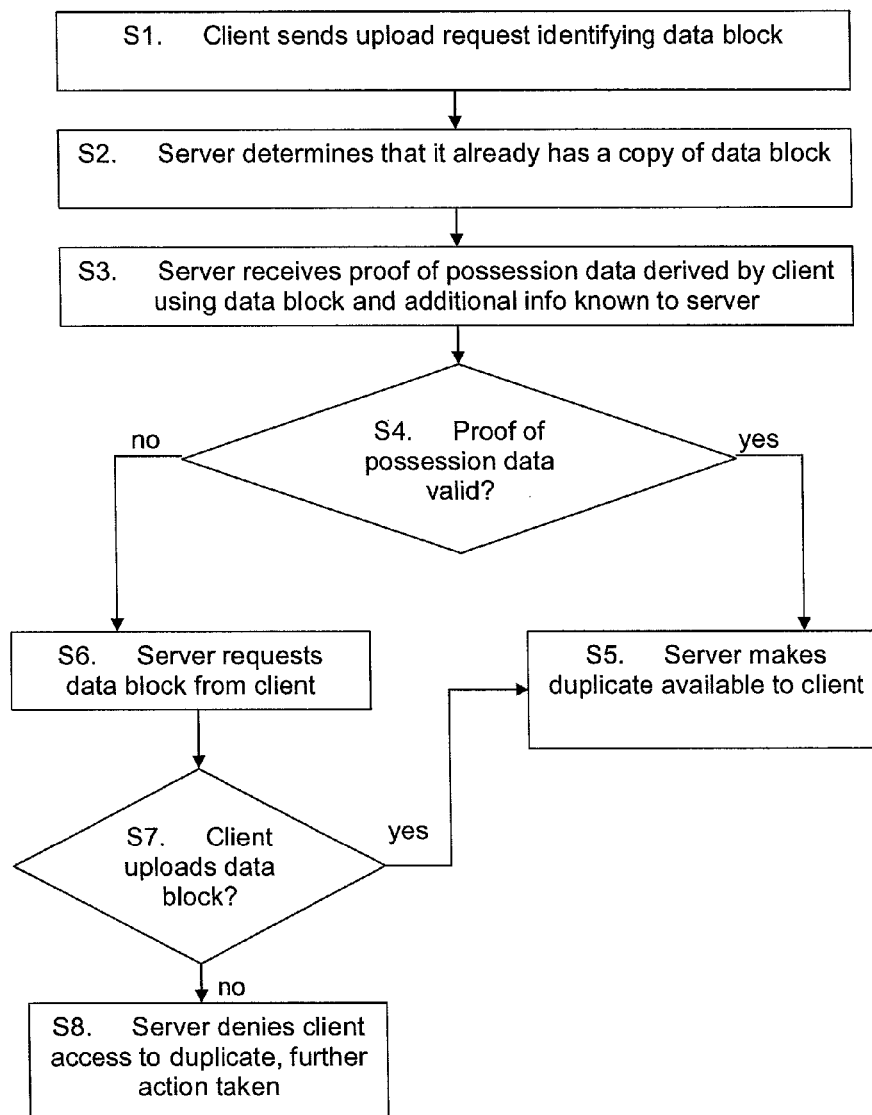 S1. Client sends upload request identifying data block
S2. Server determines that it already has a copy of data block
S3. Server receives proof of possession data derived by client
using data block and additional info known to server
S4. Proof of
possession data
valid?
no
yes
S6. Server requests
data block from client
S5. Server makes
duplicate available to client
S7. Client
uploads data
block?
yes
no
S8. Server denies client
access to duplicate, further
action taken